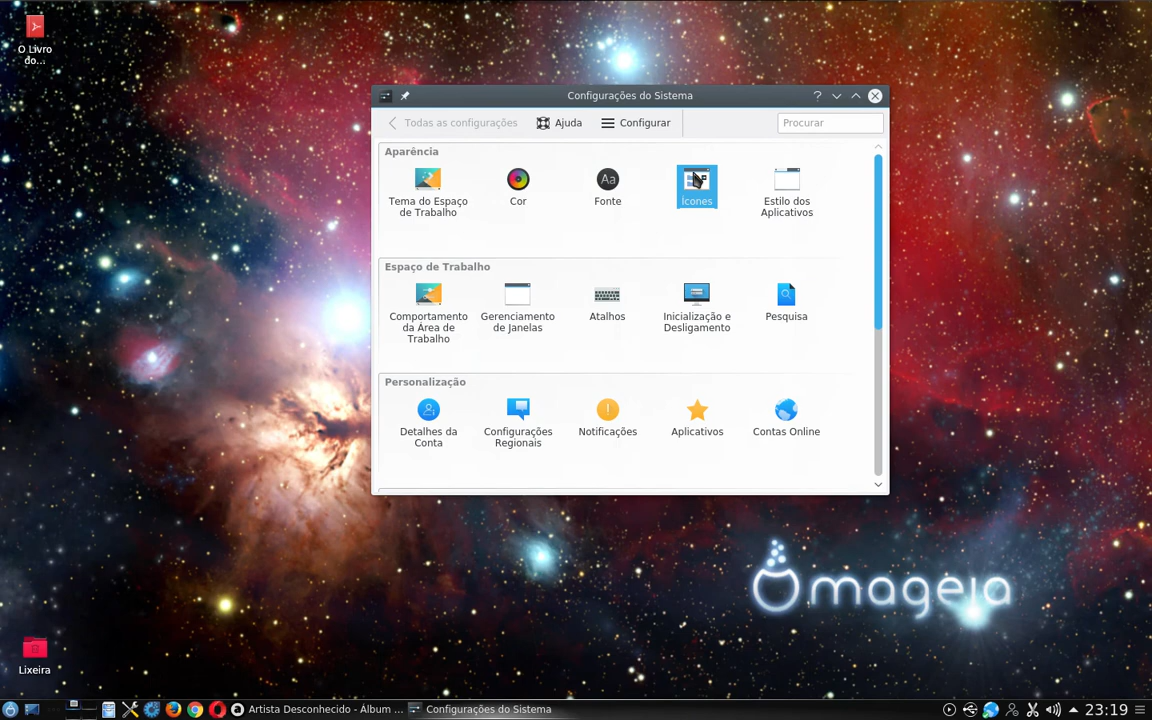 O Livro
do...
Configurações do Sistema
Todas as configurações
Ajuda
Configurar
Procurar
Aparência
Tema do Espaço
de Trabalho
Cor
Aa
Fonte
Ícones
Estilo dos
Aplicativos
Espaço de Trabalho
Comportamento
da Área de
Trabalho
Gerenciamento
de Janelas
Atalhos
Inicialização e
Desligamento
Pesquisa
Personalização
Detalhes da
Conta
Configurações
Regionais
Notificações
Aplicativos
Contas Online
mageia
Lixeira
Artista Desconhecido - Álbum ...
Configurações do Sistema
23:19